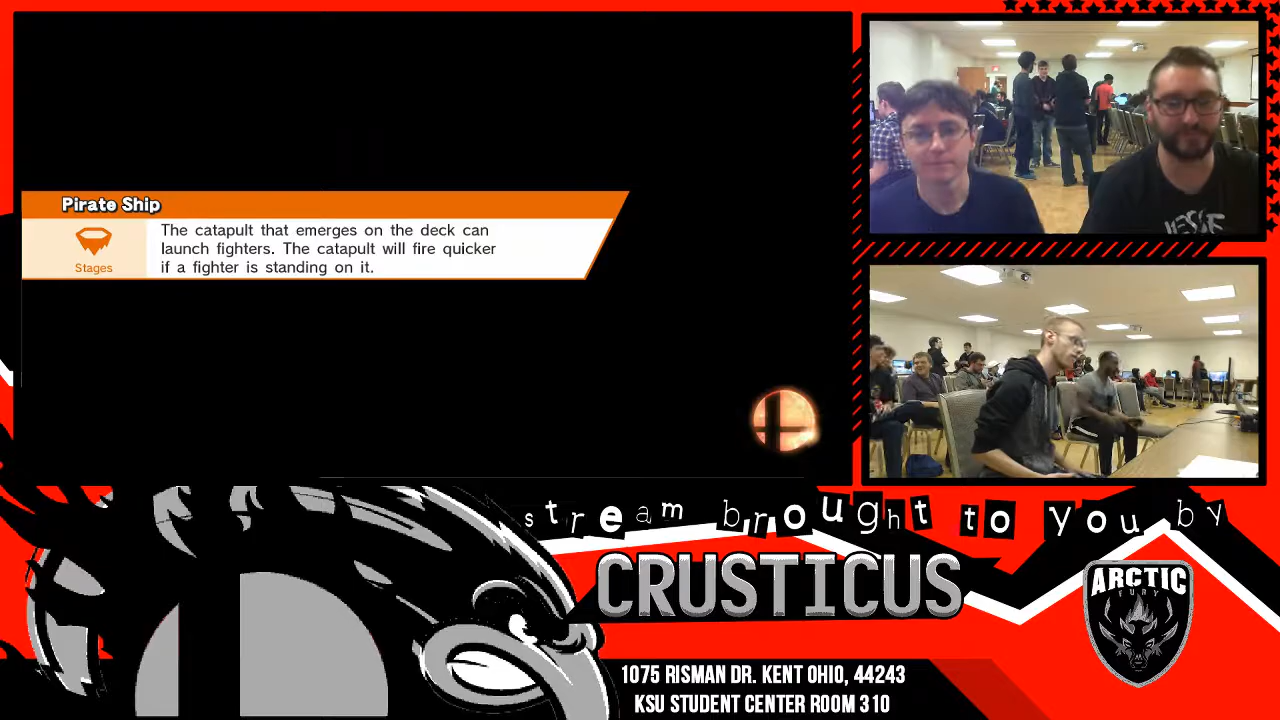 Pirate Ship
The catapult that emerges on the deck can
launch fighters. The catapult will fire quicker
if a fighter is standing on it.
Stages
stream brought to you by
CRUSTICUS
ARCTIC
FURY
1075 RISMAN DR. KENT OHIO, 44243
KSU STUDENT CENTER ROOM 310